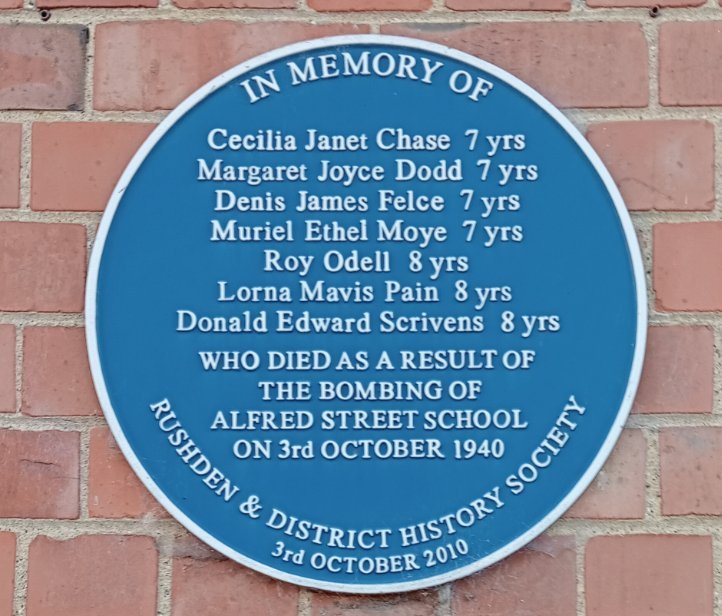 IN MEMORY OF
Cecilia Janet Chase 7 yrs
Margaret Joyce Dodd 7 yrs
Denis James Felce 7 yrs
Muriel Ethel Moye 7 yrs
Roy Odell 8 yrs
Lorna Mavis Pain 8 yrs
Donald Edward Scrivens 8 yrs
WHO DIED AS A RESULT OF
THE BOMBING OF
ALFRED STREET SCHOOL
ON 3rd OCTOBER 1940
RUSHDEN & DISTRICT HISTORY SOCIETY
3rd OCTOBER 2010